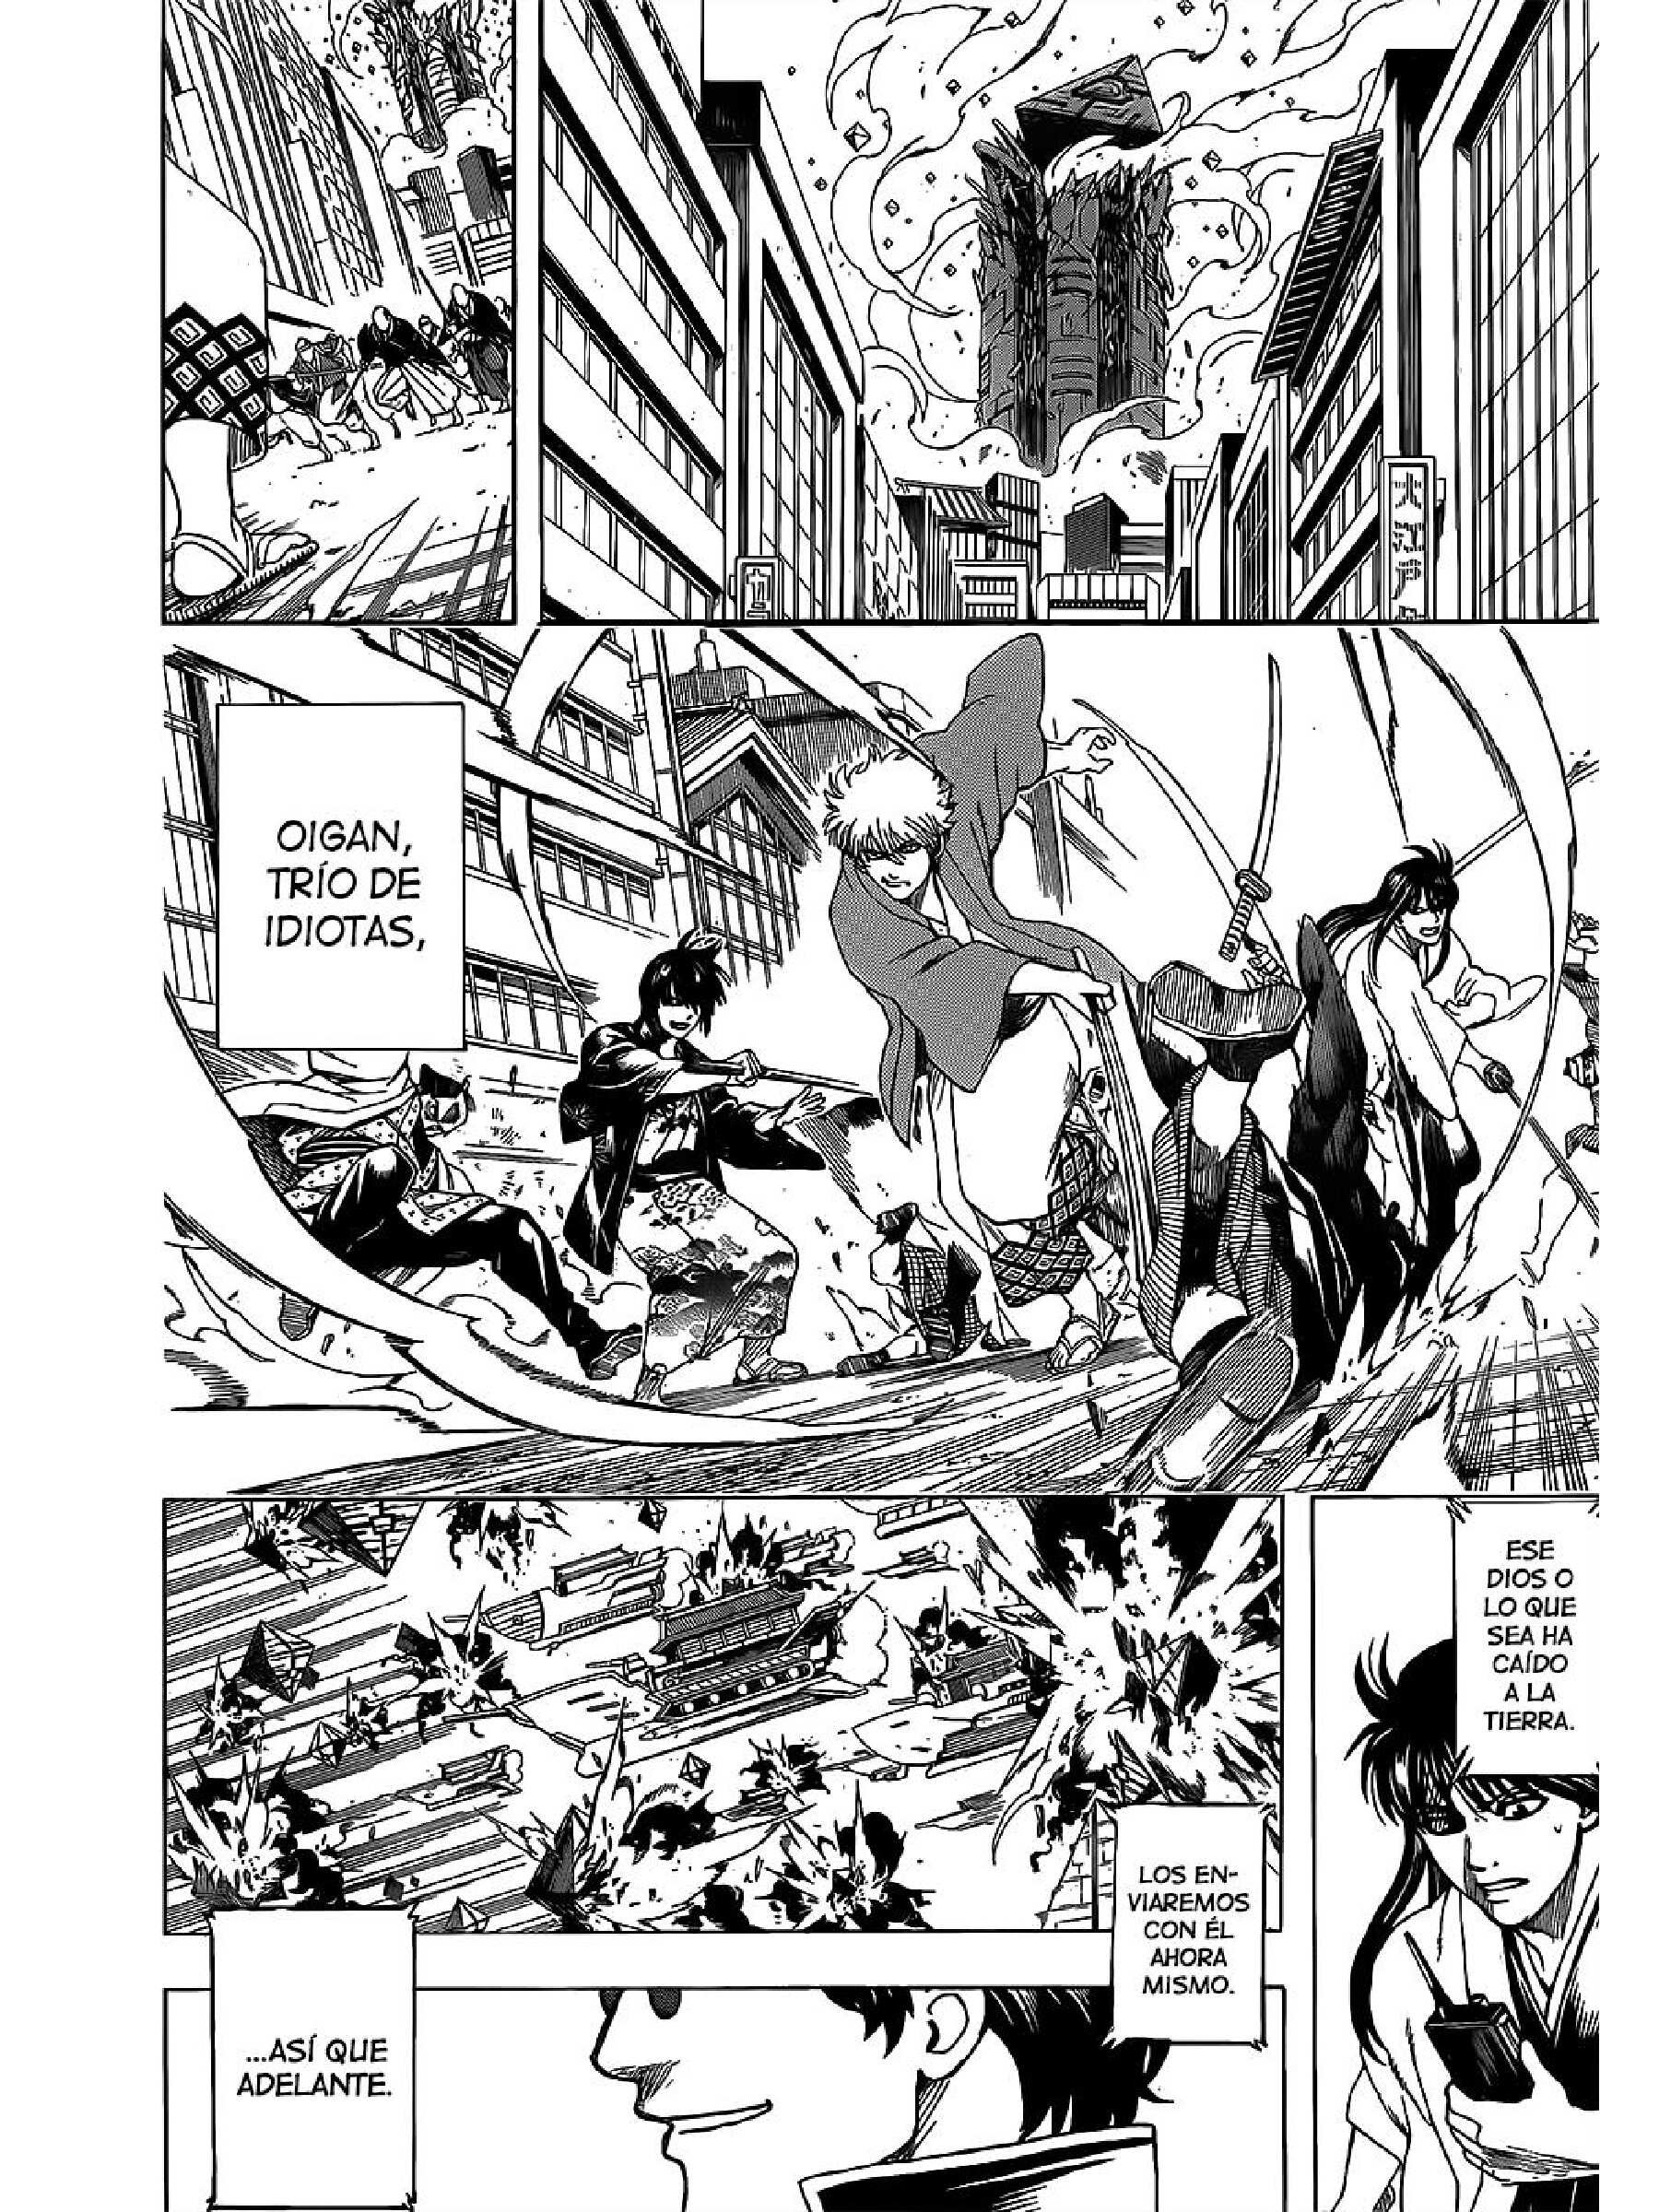 OIGAN,
TRÍO DE
IDIOTAS,
ESE
DIOS O
LO QUE
SEA HA
CAÍDO
A LA
TIERRA.
LOS EN-
VIAREMOS
CON ÉL
AHORA
MISMO.
...ASÍ QUE
ADELANTE.